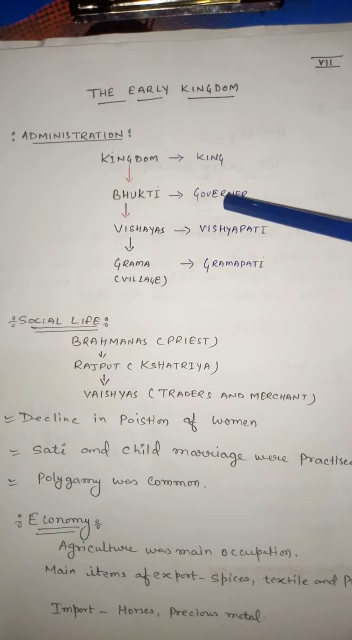 VII
THE EARLY KINGDOM
: ADMINISTRATION :
KINGDOM → KING
↓
BHUKTI → GOVERNER
↓
VISHAYAS → VISHYAPATI
↓
GRAMA → GRAMAPATI
(VILLAGE)
: SOCIAL LIFE :
BRAHMANAS (PRIEST)
↓
RAJPUT ( KSHATRIYA)
↓
VAISHYAS (TRADERS AND MERCHANT)
= Decline in Poistion of women
= Sati and child marriage were Practise
= Polygamy was common.
: Economy :
Agriculture was main occupation.
Main items of export - Spices, textile and P
Import - Horses, Precious metal.